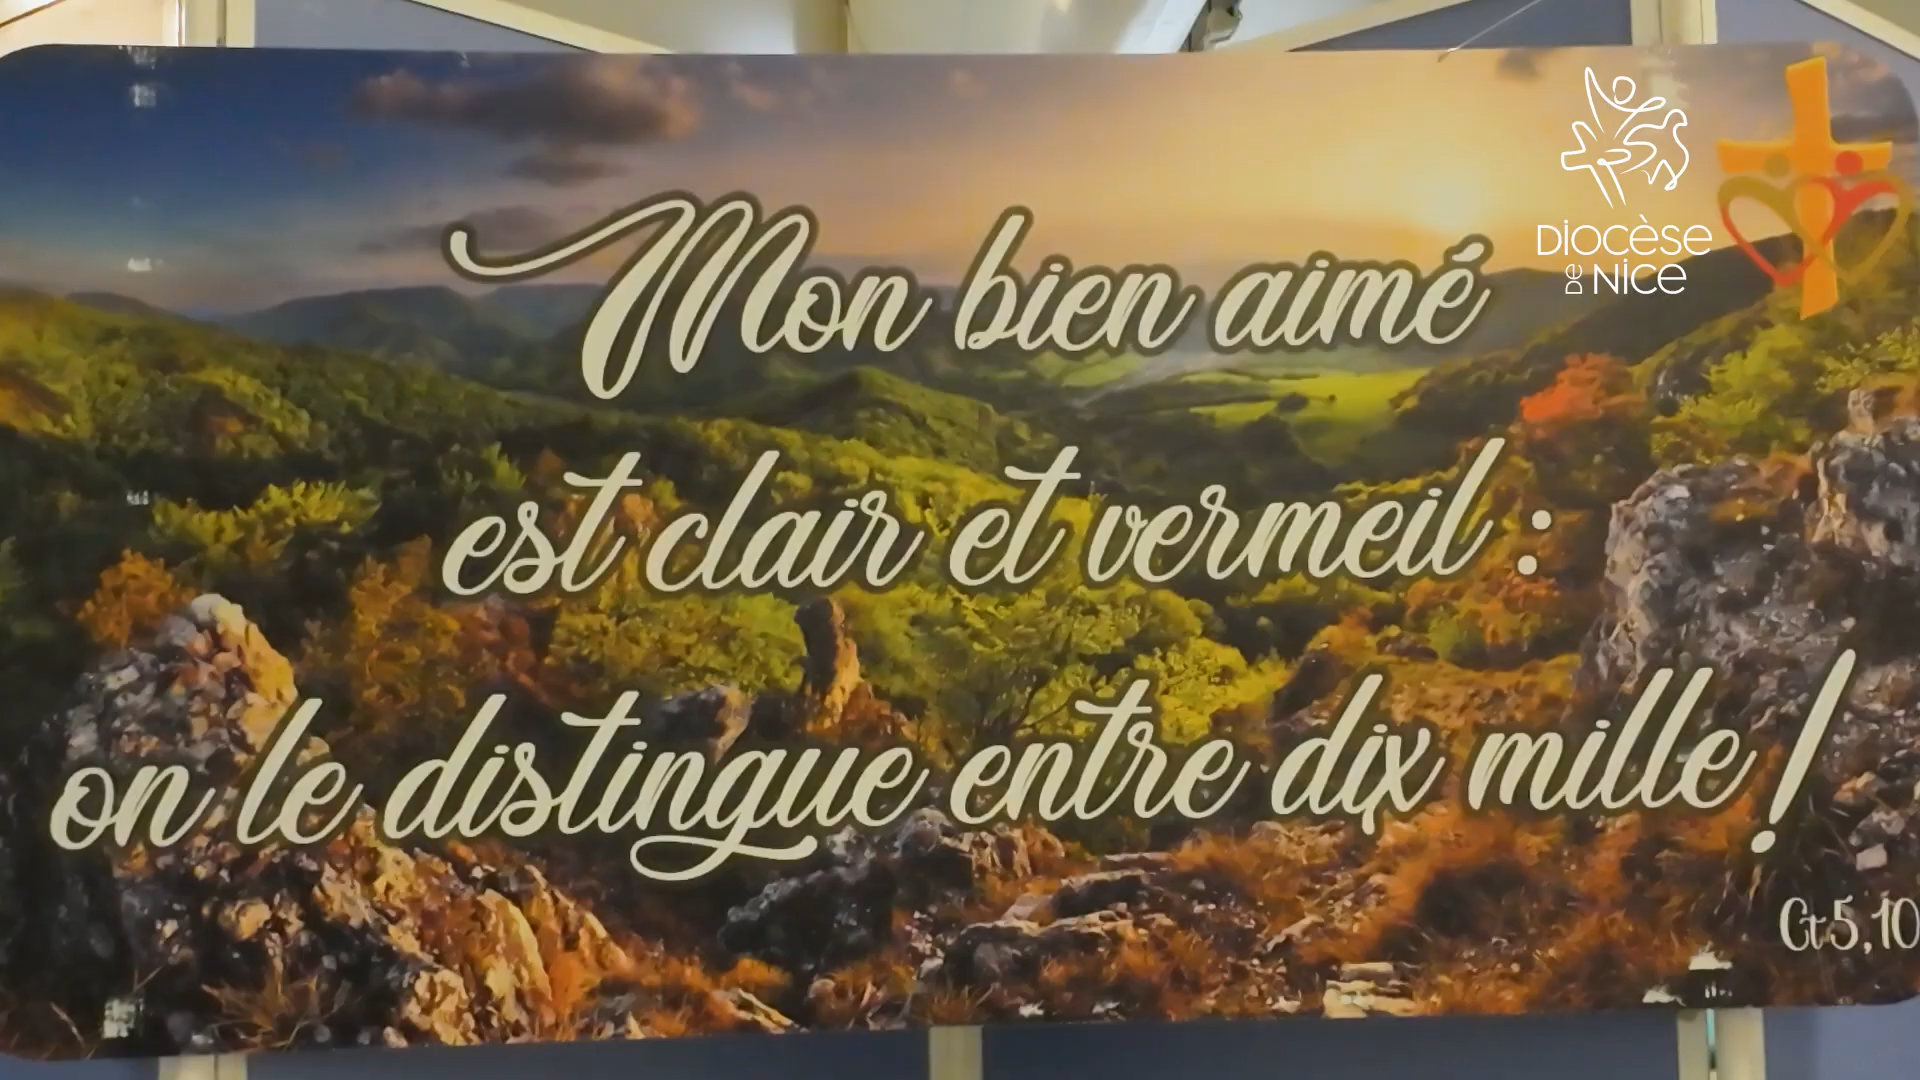 Mon bien aimé
est clair et vermeil :
on le distingue entre dix mille !
Ct 5, 10
DIOCÈSE
DE NICE